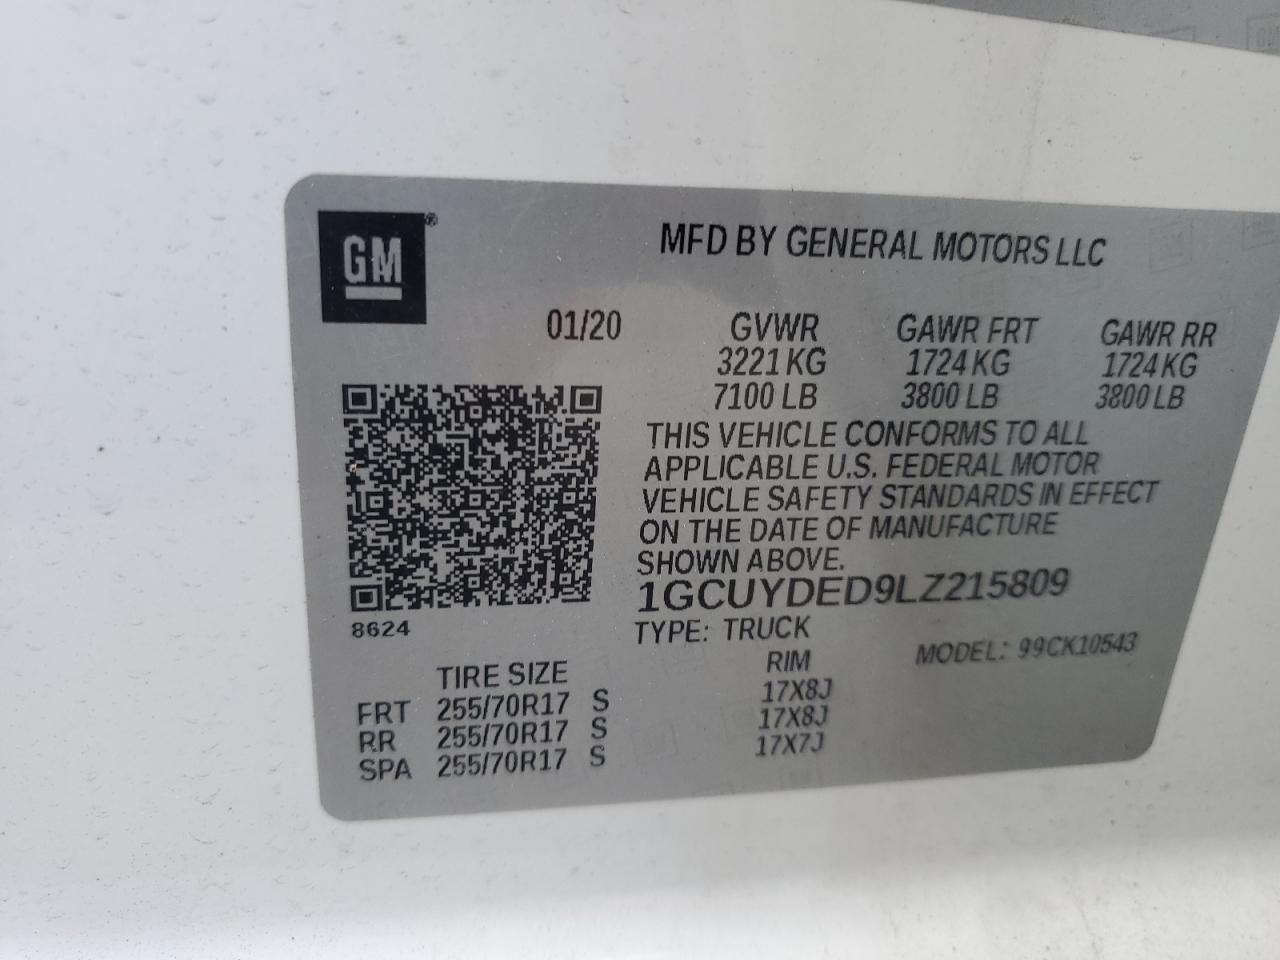 GM®
MFD BY GENERAL MOTORS LLC
01/20 GVWR GAWR FRT GAWR RR
3221 KG 1724 KG 1724 KG
7100 LB 3800 LB 3800 LB
THIS VEHICLE CONFORMS TO ALL
APPLICABLE U.S. FEDERAL MOTOR
VEHICLE SAFETY STANDARDS IN EFFECT
ON THE DATE OF MANUFACTURE
SHOWN ABOVE.
1GCUYDED9LZ215809
8624
TYPE: TRUCK MODEL: 99CK10543
TIRE SIZE RIM
FRT 255/70R17 S 17X8J
RR 255/70R17 S 17X8J
SPA 255/70R17 S 17X7J